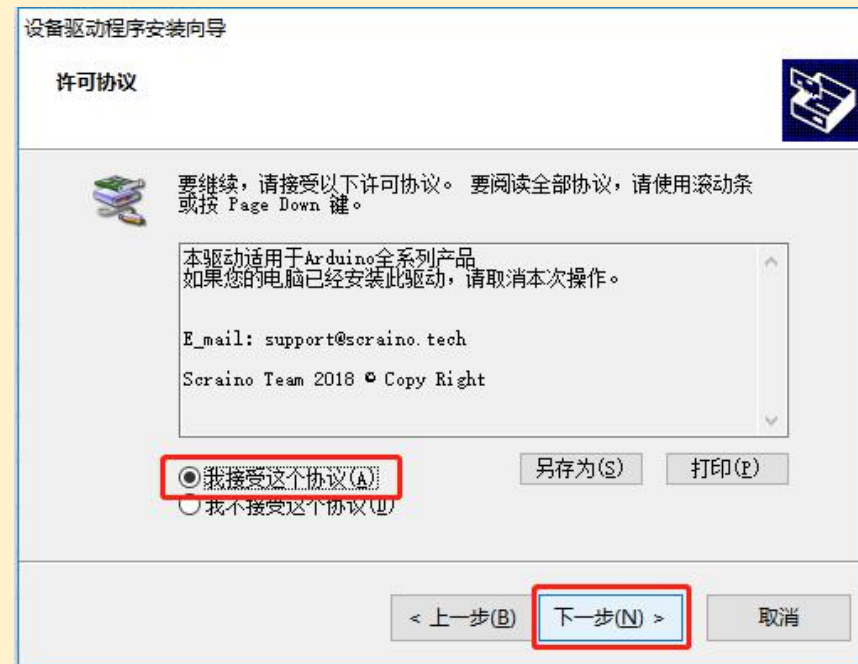 设备驱动程序安装向导
许可协议
要继续，请接受以下许可协议。 要阅读全部协议，请使用滚动条
或按 Page Down 键。
本驱动适用于Arduino全系列产品
如果您的电脑已经安装此驱动，请取消本次操作。
E_mail: support@scraino.tech
Scraino Team 2018 © Copy Right
我接受这个协议(A)
另存为(S) 打印(P)
我不接受这个协议(D)
< 上一步(B) 下一步(N) > 取消